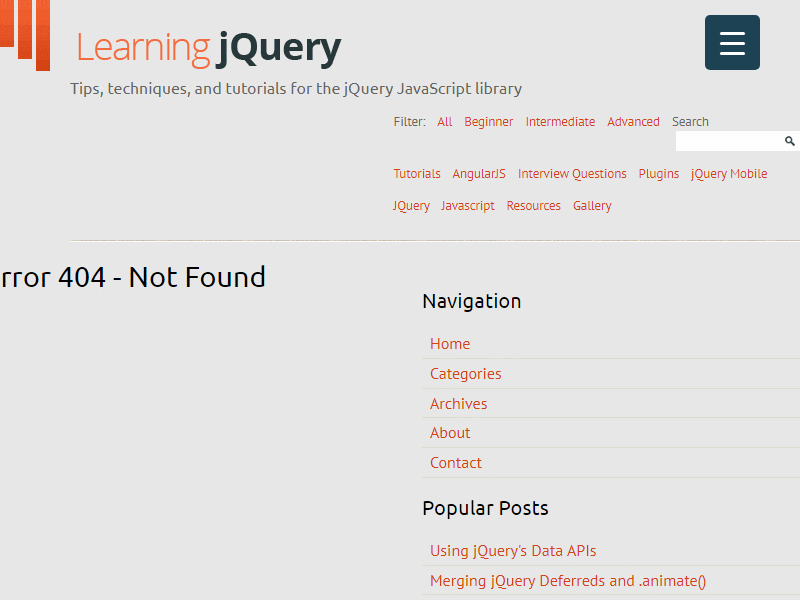 Learning jQuery
Tips, techniques, and tutorials for the jQuery JavaScript library
Filter: All Beginner Intermediate Advanced Search
Tutorials AngularJS Interview Questions Plugins jQuery Mobile
JQuery Javascript Resources Gallery
rror 404 - Not Found
Navigation
Home
Categories
Archives
About
Contact
Popular Posts
Using jQuery's Data APIs
Merging jQuery Deferreds and .animate()